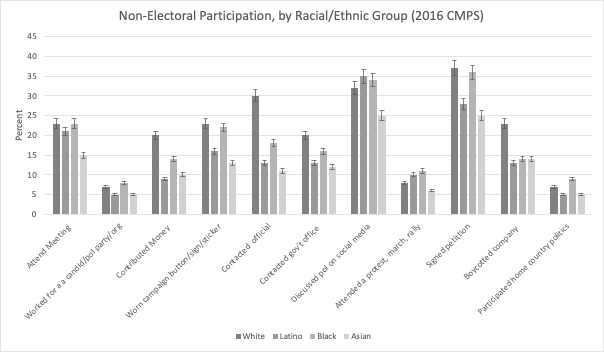 Non-Electoral Participation, by Racial/Ethnic Group (2016 CMPS)
45
40
35
30
25
20
15
10
5
0
Percent
Attend Meeting
Worked for a a candid/pol party/org
Contributed Money
Worn campaign button/sign/sticker
Contacted official
Contacted gov't office
Discussed pol on social media
Attended a protest, march, rally
Signed petition
Boycotted company
Participated home country politics
White Latino Black Asian